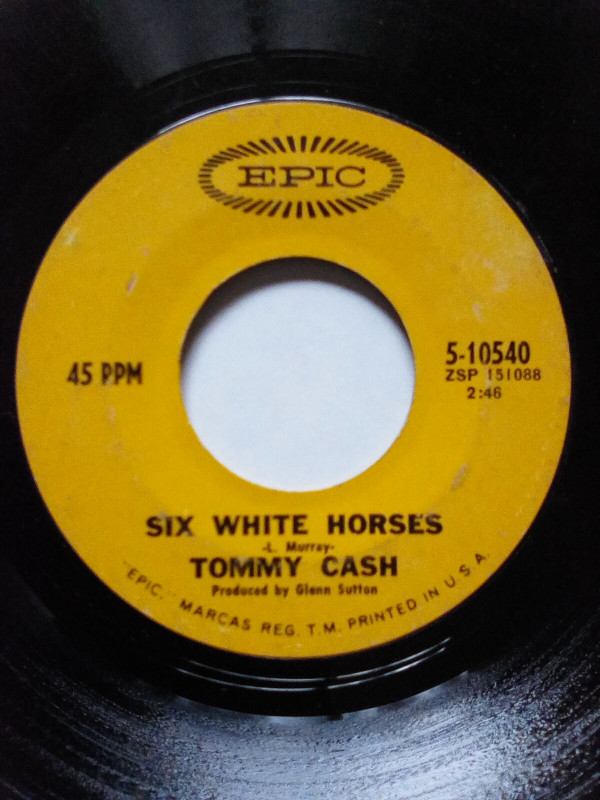 EPIC
45 RPM
5-10540
ZSP 151088
2:46
SIX WHITE HORSES
-L. Murray-
TOMMY CASH
Produced by Glenn Sutton
"EPIC," MARCAS REG. T.M. PRINTED IN U.S.A.